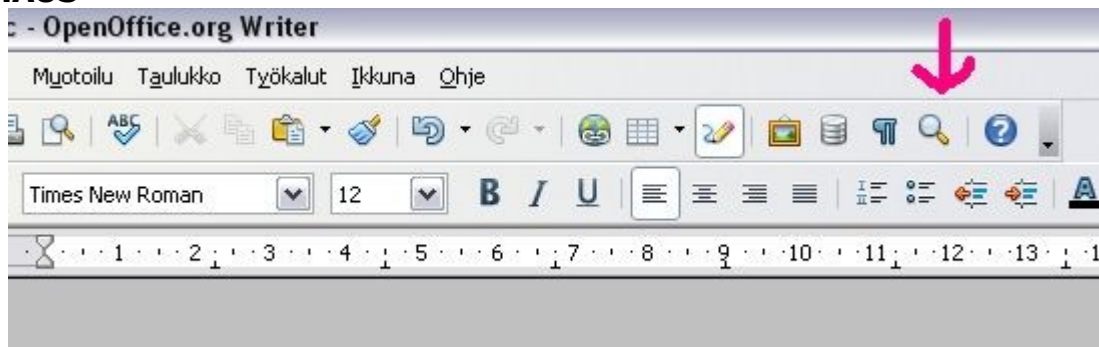 - OpenOffice.org Writer
Muotoilu Taulukko Työkalut Ikkuna Ohje
ABC
Times New Roman 12 B I U A
1 2 3 4 5 6 7 8 9 10 11 12 13